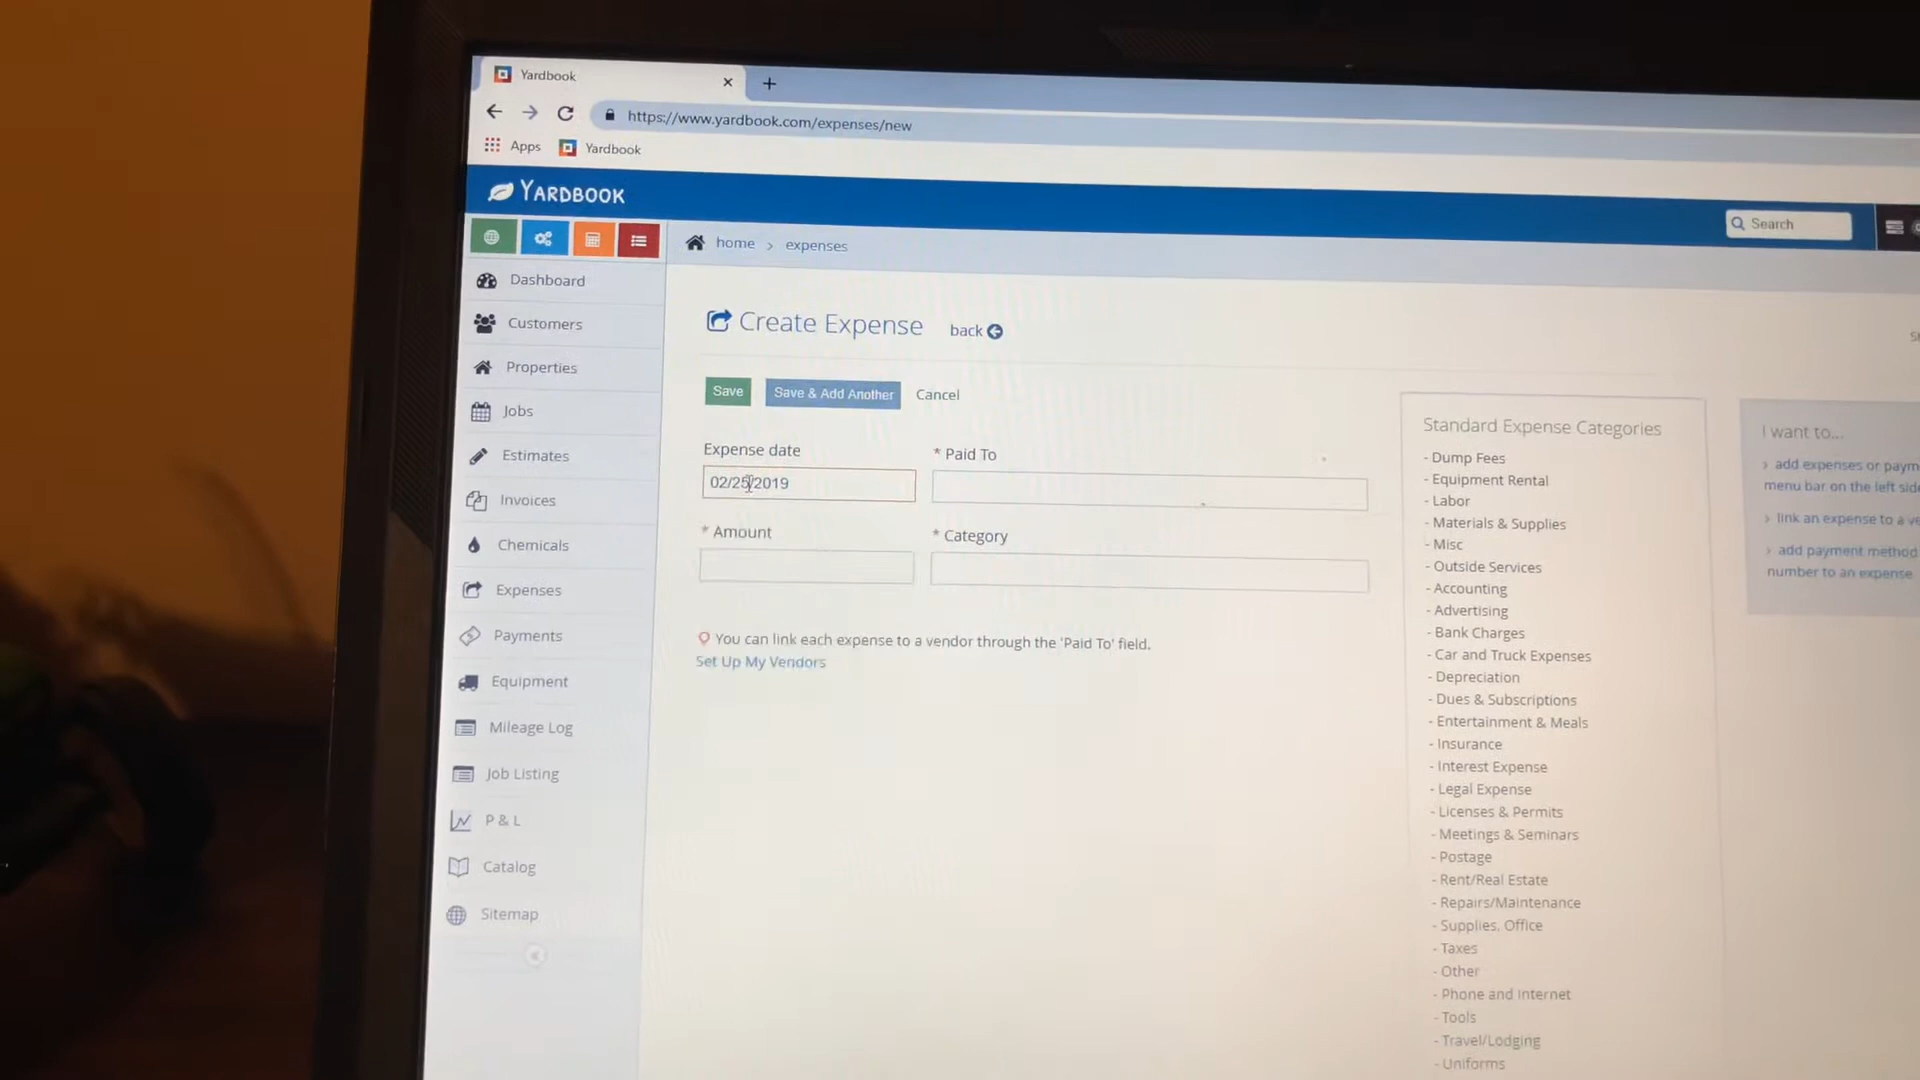 Yardbook
https://www.yardbook.com/expenses/new
Apps Yardbook
YARDBOOK
Search
home > expenses
Dashboard
Customers
Properties
Jobs
Estimates
Invoices
Chemicals
Expenses
Payments
Equipment
Mileage Log
Job Listing
P & L
Catalog
Sitemap
Create Expense back
Save Save & Add Another Cancel
Expense date * Paid To
02/25/2019
* Amount * Category
You can link each expense to a vendor through the 'Paid To' field.
Set Up My Vendors
Standard Expense Categories
- Dump Fees
- Equipment Rental
- Labor
- Materials & Supplies
- Misc
- Outside Services
- Accounting
- Advertising
- Bank Charges
- Car and Truck Expenses
- Depreciation
- Dues & Subscriptions
- Entertainment & Meals
- Insurance
- Interest Expense
- Legal Expense
- Licenses & Permits
- Meetings & Seminars
- Postage
- Rent/Real Estate
- Repairs/Maintenance
- Supplies, Office
- Taxes
- Other
- Phone and Internet
- Tools
- Travel/Lodging
- Uniforms
I want to...
> add expenses or paym
menu bar on the left side
> link an expense to a ve
> add payment method
number to an expense